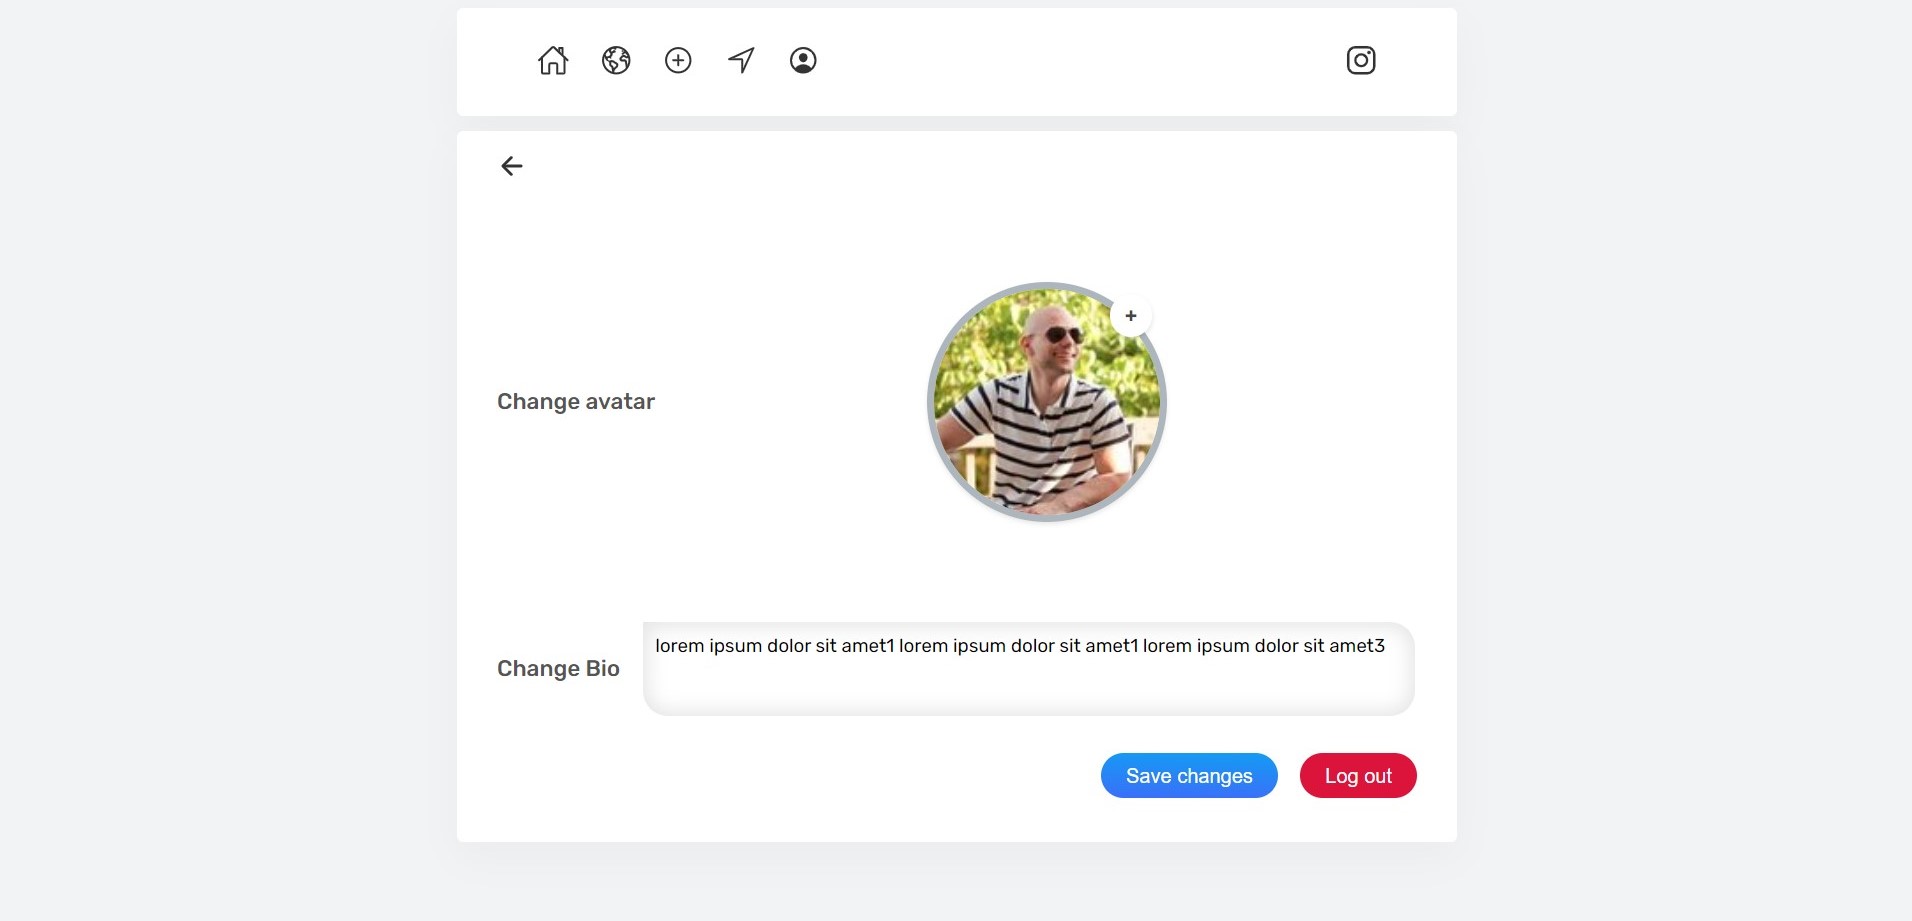 Change avatar
+
Change Bio
lorem ipsum dolor sit amet1 lorem ipsum dolor sit amet1 lorem ipsum dolor sit amet3
Save changes
Log out